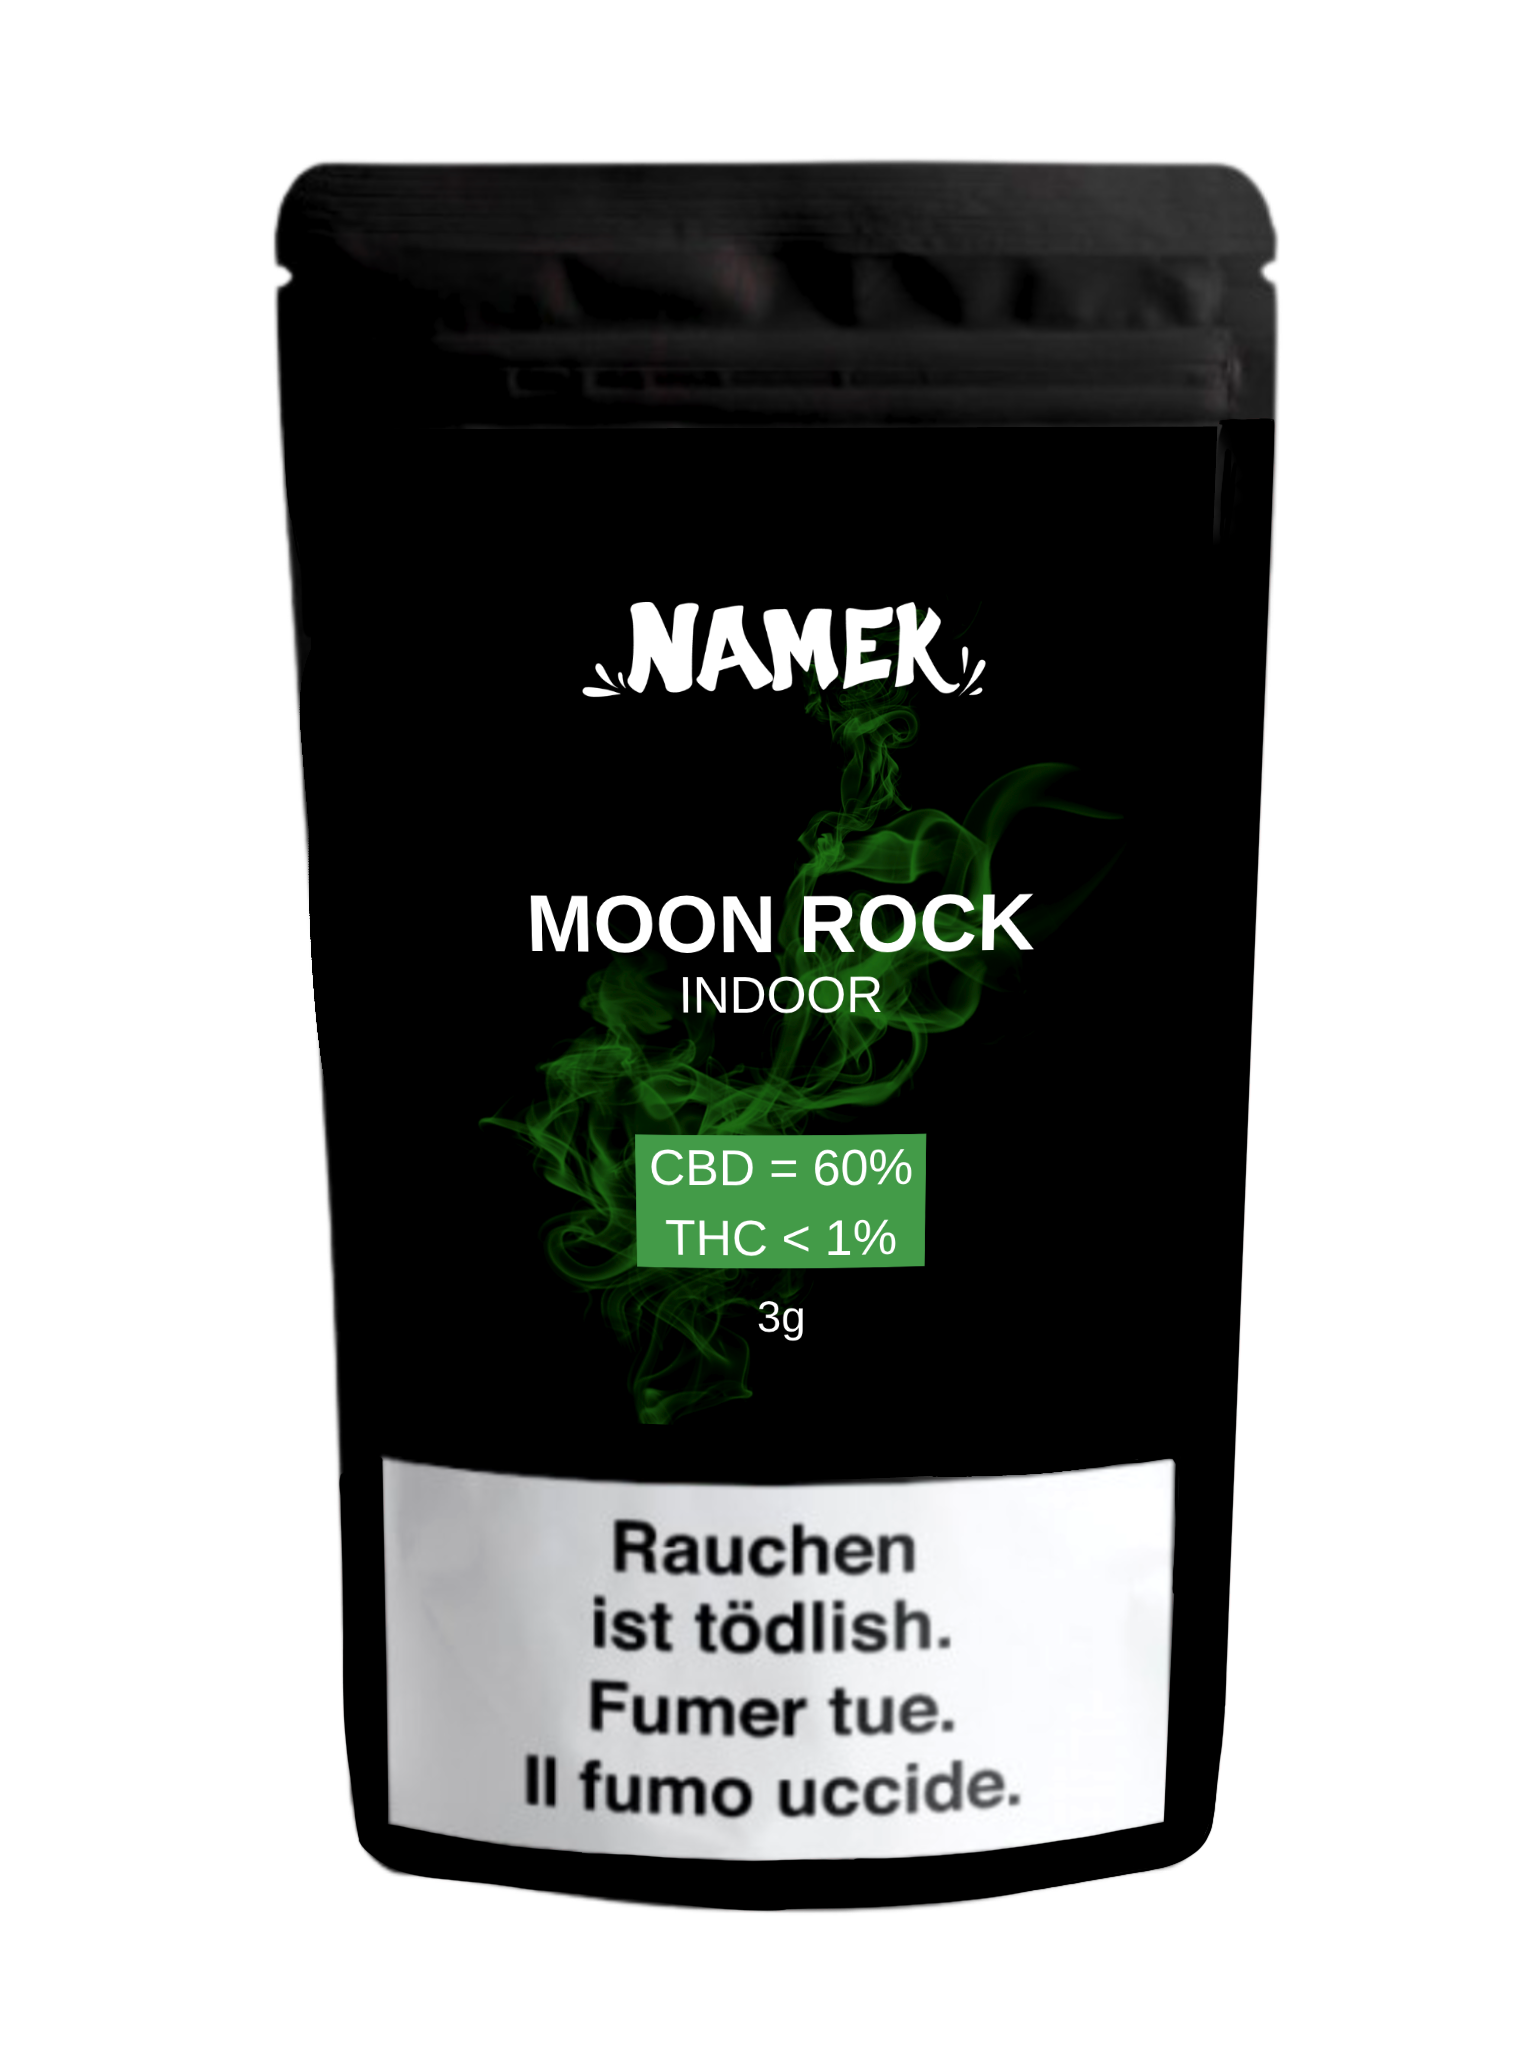 NAMEK
MOON ROCK
INDOOR
CBD = 60%
THC < 1%
3g
Rauchen
ist tödlish.
Fumer tue.
Il fumo uccide.